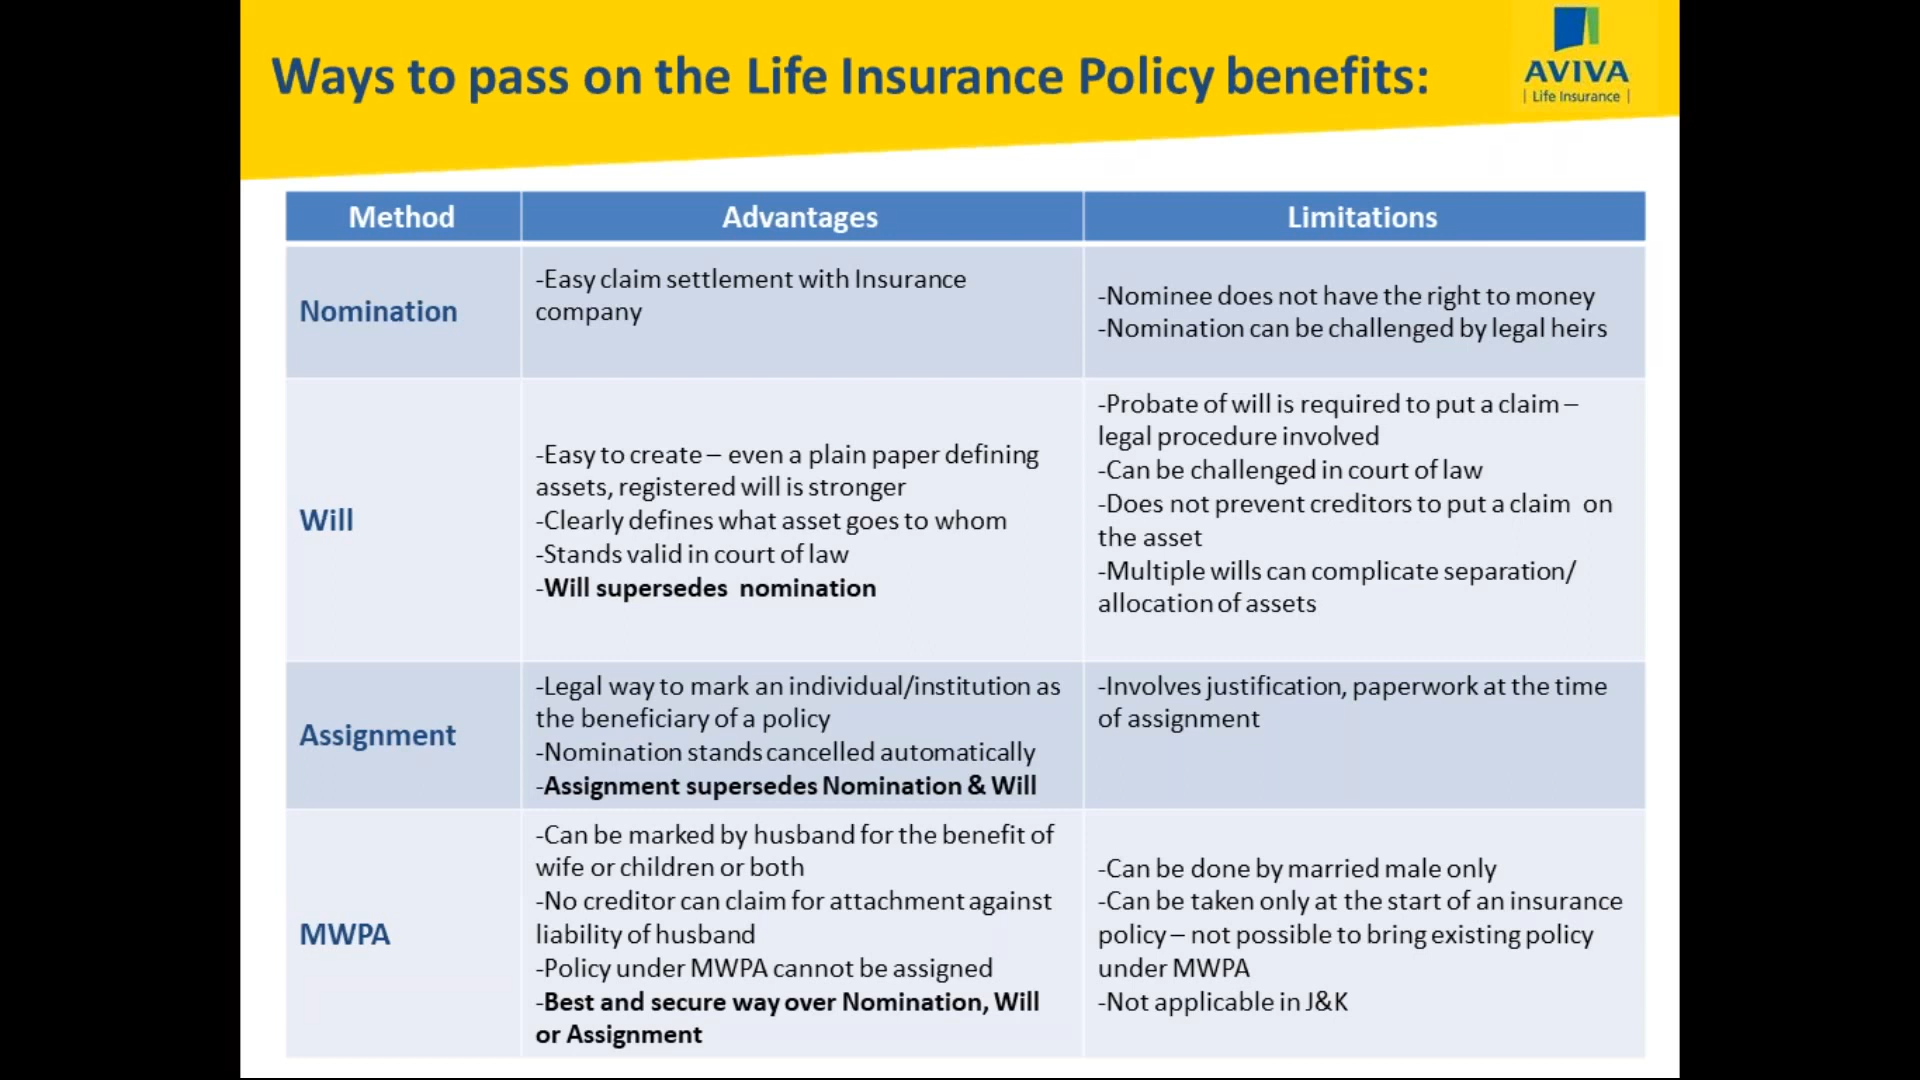 Ways to pass on the Life Insurance Policy benefits:
AVIVA
| Life Insurance |
Method
Advantages
Limitations
Nomination
-Easy claim settlement with Insurance
company
-Nominee does not have the right to money
-Nomination can be challenged by legal heirs
Will
-Easy to create – even a plain paper defining
assets, registered will is stronger
-Clearly defines what asset goes to whom
-Stands valid in court of law
-Will supersedes nomination
-Probate of will is required to put a claim –
legal procedure involved
-Can be challenged in court of law
-Does not prevent creditors to put a claim on
the asset
-Multiple wills can complicate separation/
allocation of assets
Assignment
-Legal way to mark an individual/institution as
the beneficiary of a policy
-Nomination stands cancelled automatically
-Assignment supersedes Nomination & Will
-Involves justification, paperwork at the time
of assignment
MWPA
-Can be marked by husband for the benefit of
wife or children or both
-No creditor can claim for attachment against
liability of husband
-Policy under MWPA cannot be assigned
-Best and secure way over Nomination, Will
or Assignment
-Can be done by married male only
-Can be taken only at the start of an insurance
policy – not possible to bring existing policy
under MWPA
-Not applicable in J&K